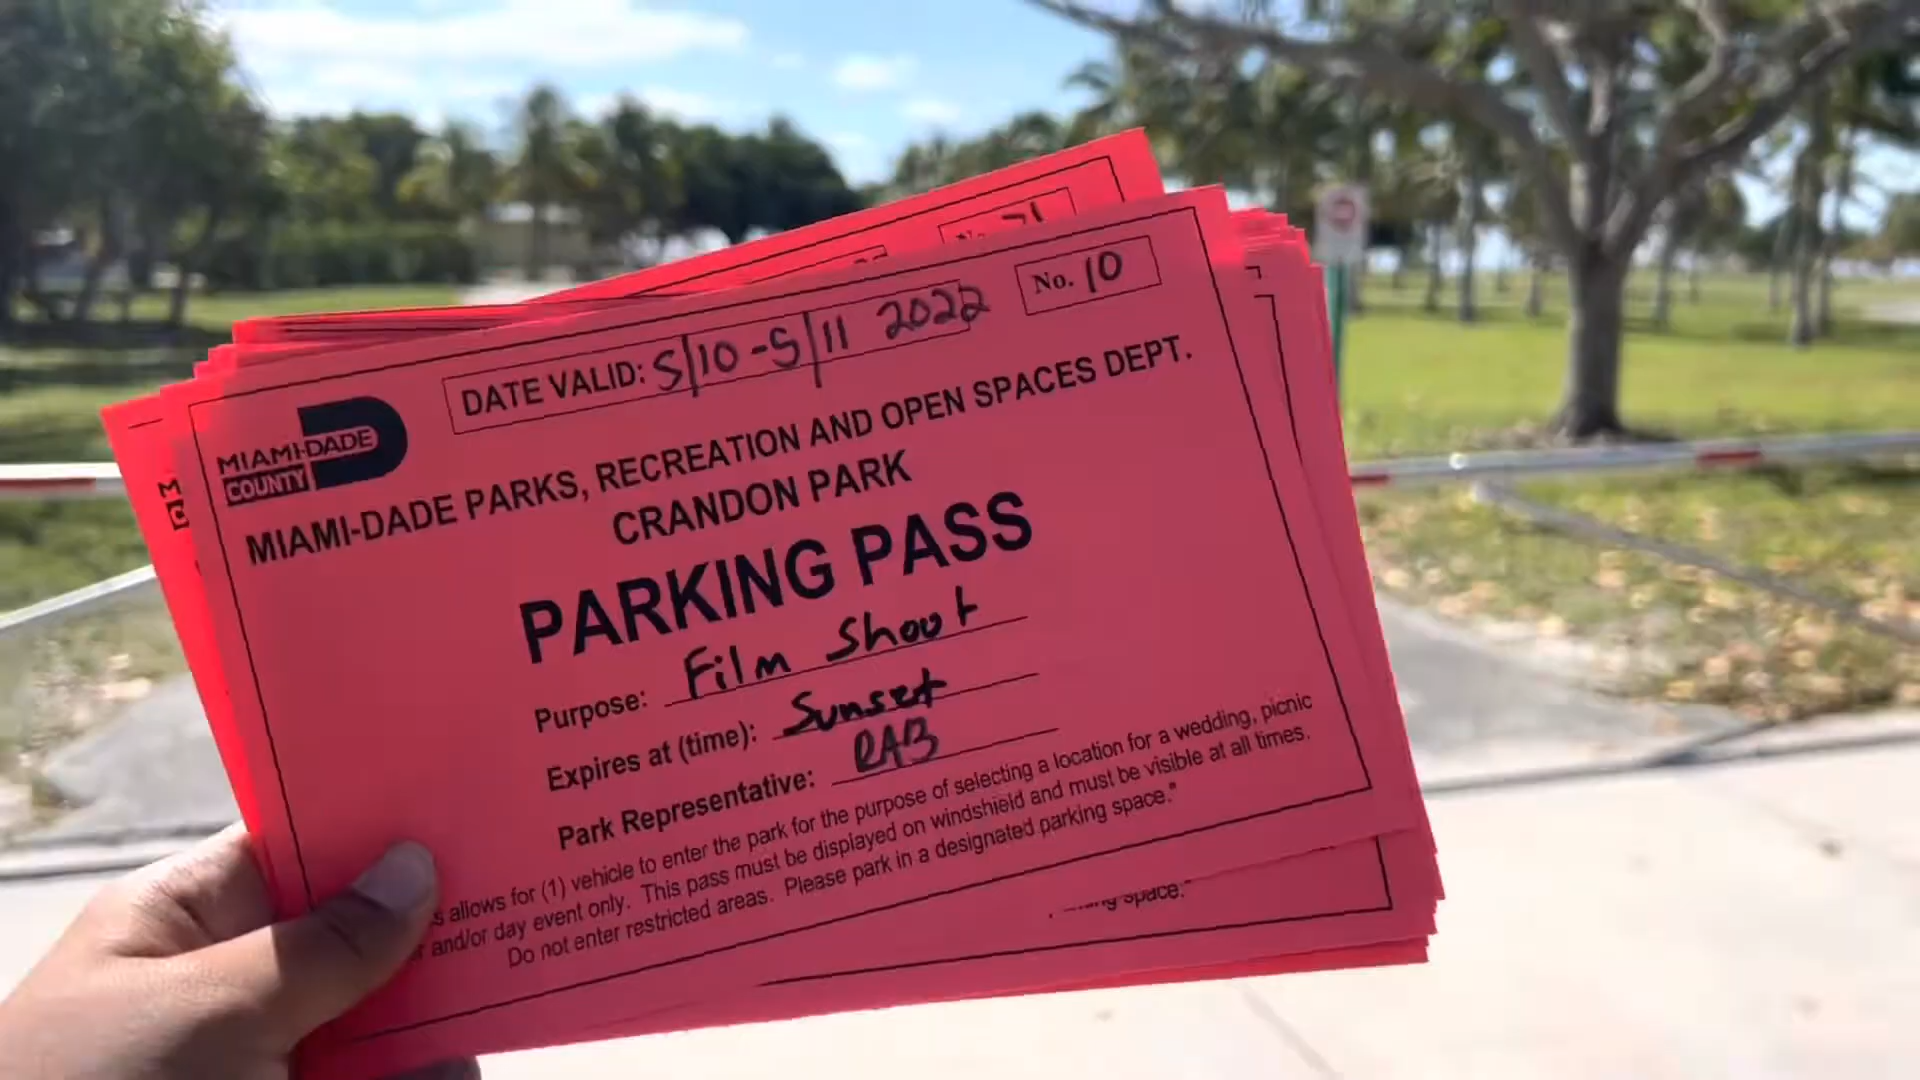 DATE VALID: 5/10 - 5/11 2022
No. 10
MIAMI-DADE
COUNTY
MIAMI-DADE PARKS, RECREATION AND OPEN SPACES DEPT.
CRANDON PARK
PARKING PASS
Purpose: Film Shoot
Expires at (time): Sunset
Park Representative: RAB
allows for (1) vehicle to enter the park for the purpose of selecting a location for a wedding, picnic
and/or day event only. This pass must be displayed on windshield and must be visible at all times.
Do not enter restricted areas. Please park in a designated parking space."
space."